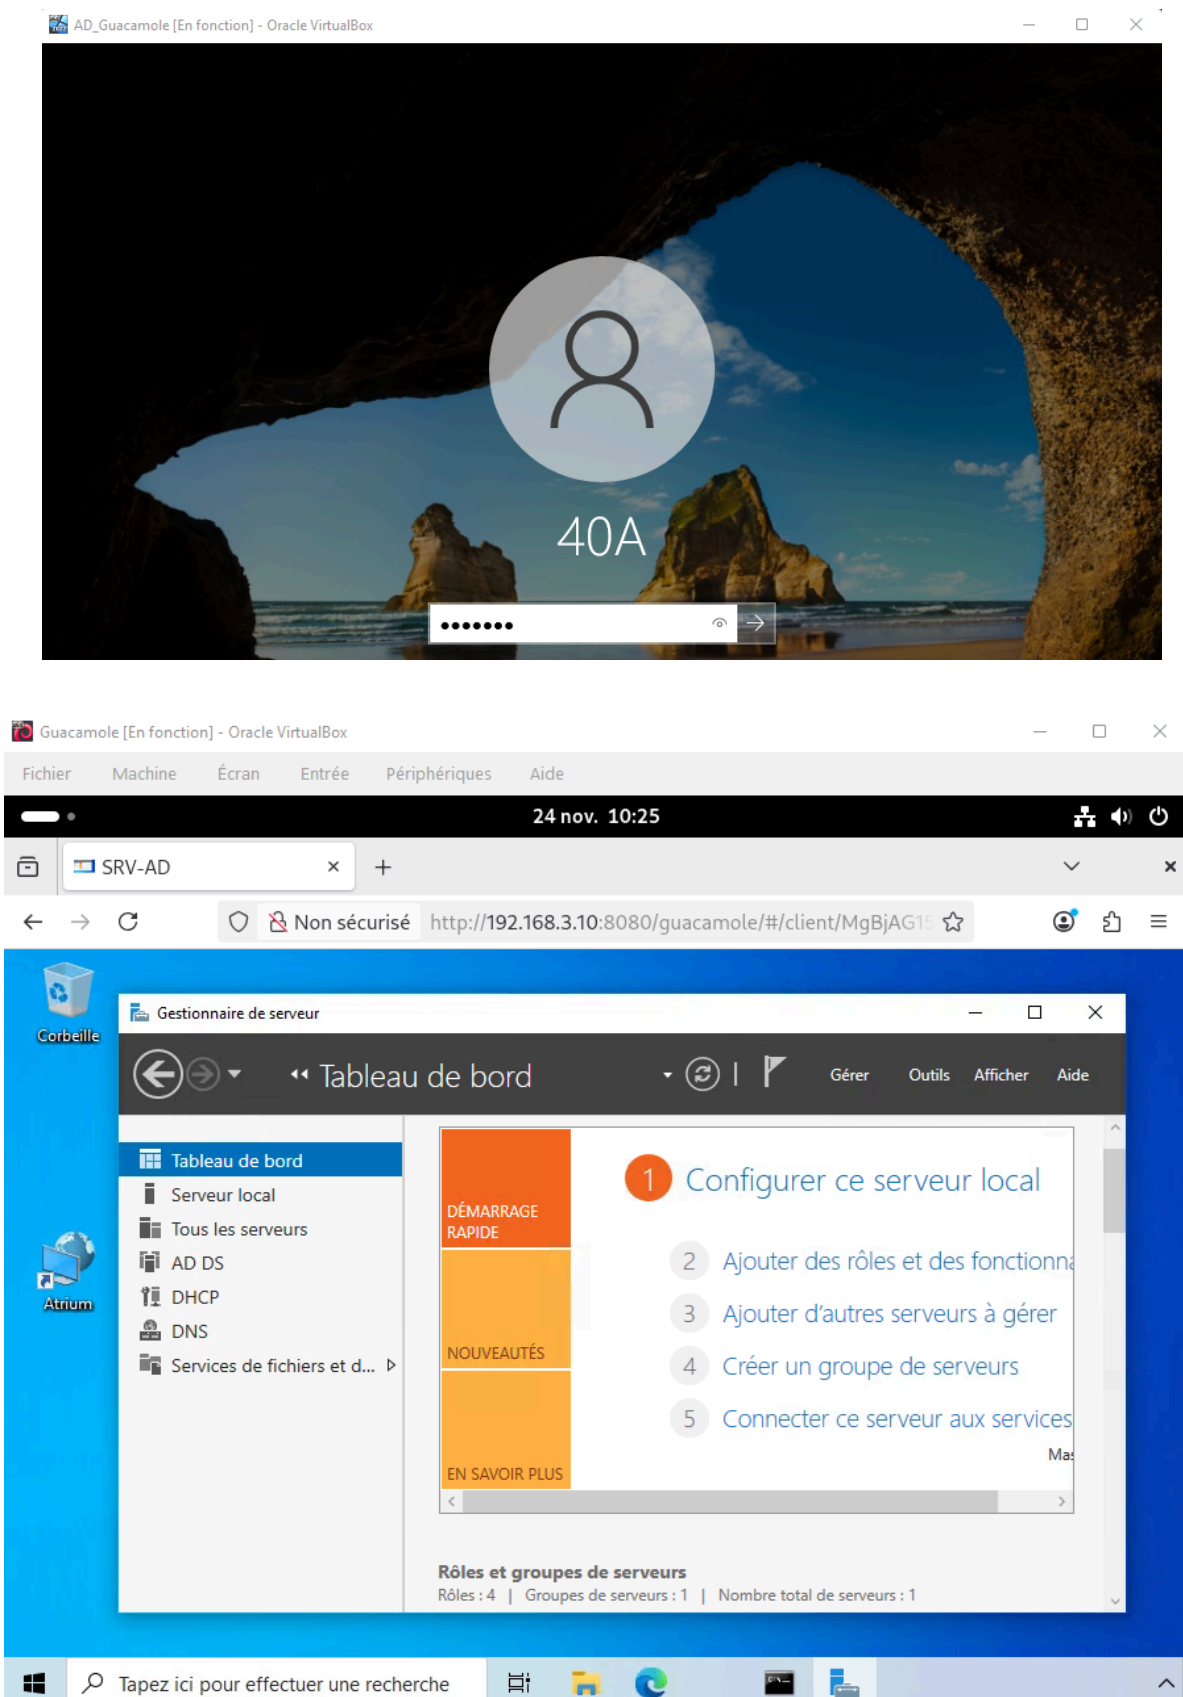 AD_Guacamole [En fonction] - Oracle VirtualBox
40A
Guacamole [En fonction] - Oracle VirtualBox
Fichier Machine Écran Entrée Périphériques Aide
24 nov. 10:25
SRV-AD
Non sécurisé http://192.168.3.10:8080/guacamole/#/client/MgBjAG15
Corbeille
Gestionnaire de serveur
Tableau de bord
Gérer Outils Afficher Aide
Tableau de bord
Serveur local
Tous les serveurs
AD DS
DHCP
DNS
Services de fichiers et d...
Atrium
DÉMARRAGE
RAPIDE
NOUVEAUTÉS
EN SAVOIR PLUS
1 Configurer ce serveur local
2 Ajouter des rôles et des fonctionna
3 Ajouter d'autres serveurs à gérer
4 Créer un groupe de serveurs
5 Connecter ce serveur aux services
Mas
Rôles et groupes de serveurs
Rôles : 4 | Groupes de serveurs : 1 | Nombre total de serveurs : 1
Tapez ici pour effectuer une recherche